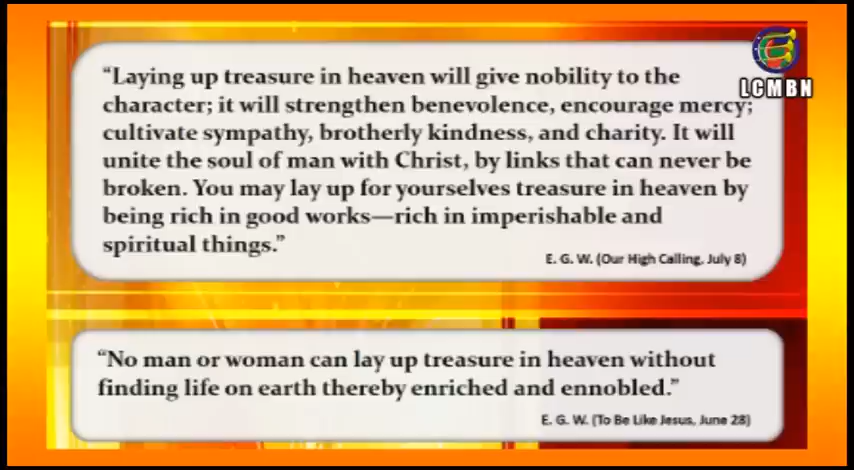 LCMBN
“Laying up treasure in heaven will give nobility to the
character; it will strengthen benevolence, encourage mercy;
cultivate sympathy, brotherly kindness, and charity. It will
unite the soul of man with Christ, by links that can never be
broken. You may lay up for yourselves treasure in heaven by
being rich in good works—rich in imperishable and
spiritual things.”
E. G. W. (Our High Calling, July 8)
“No man or woman can lay up treasure in heaven without
finding life on earth thereby enriched and ennobled.”
E. G. W. (To Be Like Jesus, June 28)